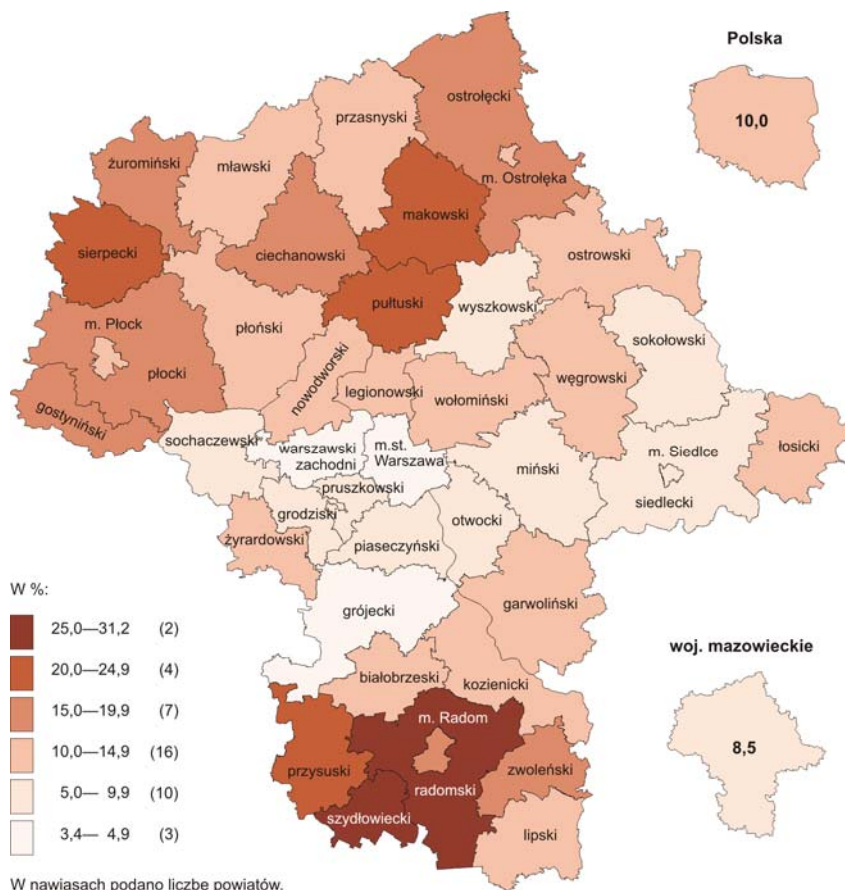 Polska
10,0
ostrołęcki
przasnyski
żuromiński
mławski
m. Ostrołęka
makowski
sierpecki
ciechanowski
ostrowski
pułtuski
wyszkowski
m. Płock
płoński
sokołowski
płocki
nowodworski
legionowski
wołomiński
węgrowski
gostyniński
sochaczewski
warszawski
zachodni
m.st.
Warszawa
m. Siedlce
łosicki
miński
pruszkowski
siedlecki
grodziski
otwocki
żyrardowski
piaseczyński
W %:
25,0—31,2 (2)
20,0—24,9 (4)
15,0—19,9 (7)
10,0—14,9 (16)
5,0— 9,9 (10)
3,4— 4,9 (3)
grójecki
garwoliński
woj. mazowieckie
8,5
białobrzeski
kozienicki
m. Radom
przysuski
radomski
zwoleński
szydłowiecki
lipski
W nawiasach podano liczbę powiatów.